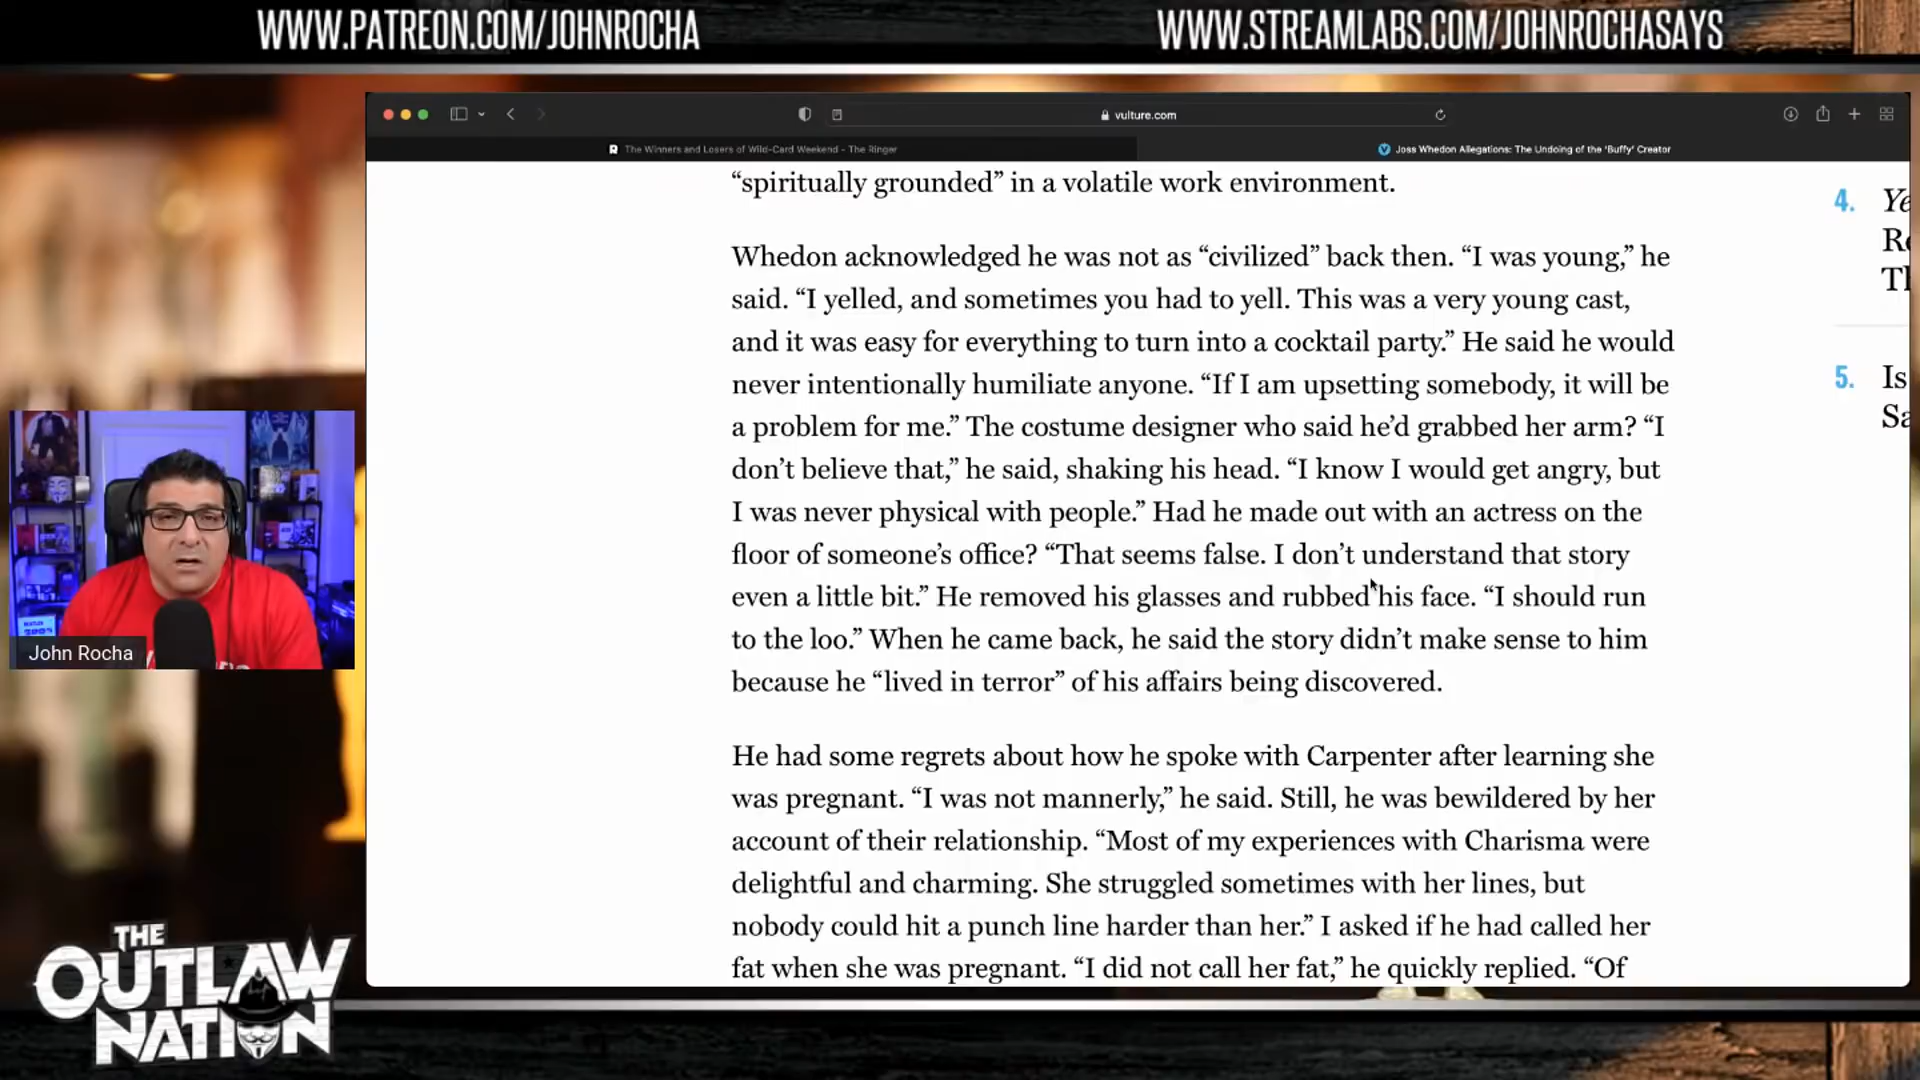 WWW.PATREON.COM/JOHNROCHA
WWW.STREAMLABS.COM/JOHNROCHASAYS
vulture.com
The Winners and Losers of Wild-Card Weekend - The Ringer
Joss Whedon Allegations: The Undoing of the 'Buffy' Creator
“spiritually grounded” in a volatile work environment.
Whedon acknowledged he was not as “civilized” back then. “I was young,” he
said. “I yelled, and sometimes you had to yell. This was a very young cast,
and it was easy for everything to turn into a cocktail party.” He said he would
never intentionally humiliate anyone. “If I am upsetting somebody, it will be
a problem for me.” The costume designer who said he’d grabbed her arm? “I
don’t believe that,” he said, shaking his head. “I know I would get angry, but
I was never physical with people.” Had he made out with an actress on the
floor of someone’s office? “That seems false. I don’t understand that story
even a little bit.” He removed his glasses and rubbed his face. “I should run
to the loo.” When he came back, he said the story didn’t make sense to him
because he “lived in terror” of his affairs being discovered.
He had some regrets about how he spoke with Carpenter after learning she
was pregnant. “I was not mannerly,” he said. Still, he was bewildered by her
account of their relationship. “Most of my experiences with Charisma were
delightful and charming. She struggled sometimes with her lines, but
nobody could hit a punch line harder than her.” I asked if he had called her
fat when she was pregnant. “I did not call her fat,” he quickly replied. “Of
4. Ye
Re
Th
5. Is
Sa
John Rocha
THE
OUTLAW
NATION